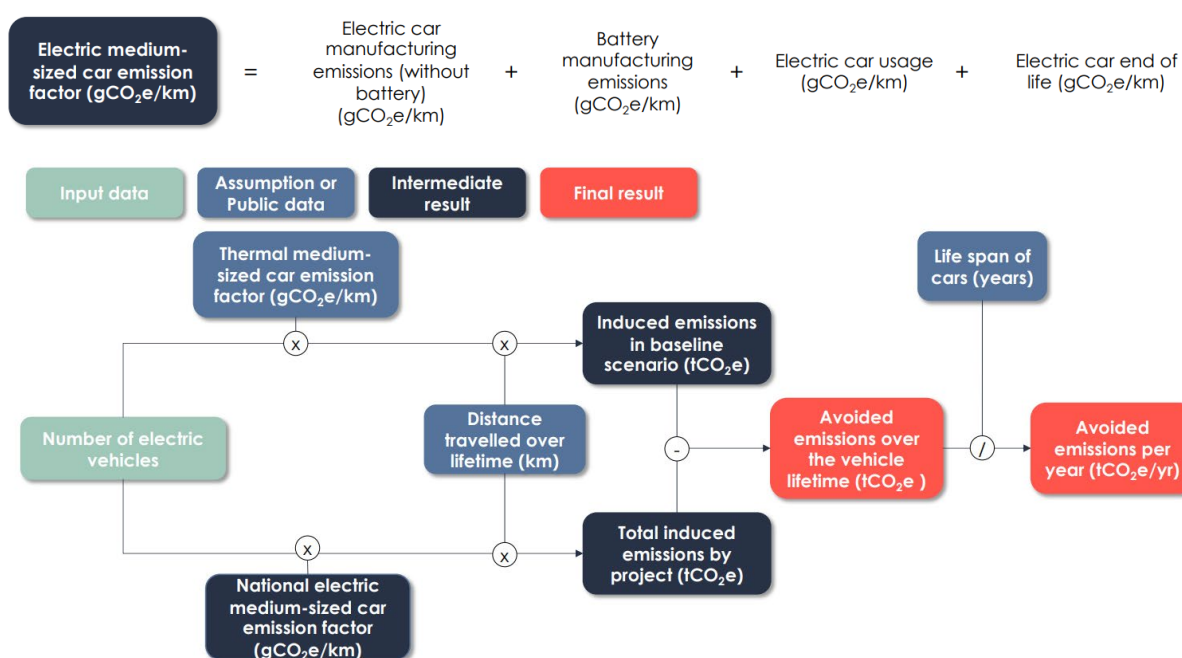 Electric medium-
sized car emission
factor (gCO₂e/km)
=
Electric car
manufacturing
emissions (without
battery)
(gCO₂e/km)
+
Battery
manufacturing
emissions
(gCO₂e/km)
+
Electric car usage
(gCO₂e/km)
+
Electric car end of
life (gCO₂e/km)
Input data
Assumption or
Public data
Intermediate
result
Final result
Thermal medium-
sized car emission
factor (gCO₂e/km)
Life span of
cars (years)
x
x
Induced emissions
in baseline
scenario (tCO₂e)
Number of electric
vehicles
Distance
travelled over
lifetime (km)
-
Avoided
emissions over
the vehicle
lifetime (tCO₂e )
/
Avoided
emissions per
year (tCO₂e/yr)
x
x
Total induced
emissions by
project (tCO₂e)
National electric
medium-sized car
emission factor
(gCO₂e/km)